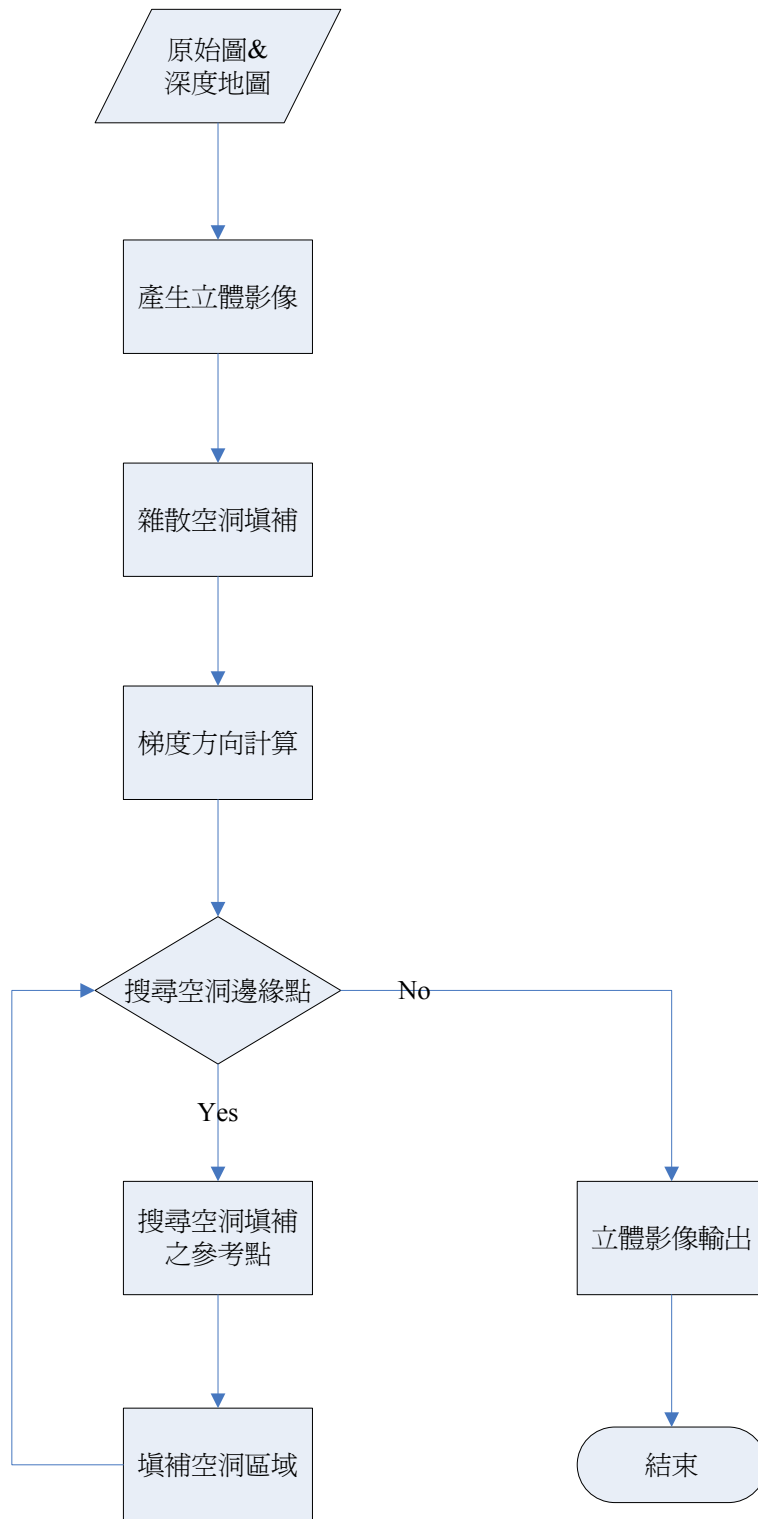 原始圖&
深度地圖
產生立體影像
雜散空洞填補
梯度方向計算
搜尋空洞邊緣點
No
Yes
搜尋空洞填補
之參考點
立體影像輸出
填補空洞區域
結束